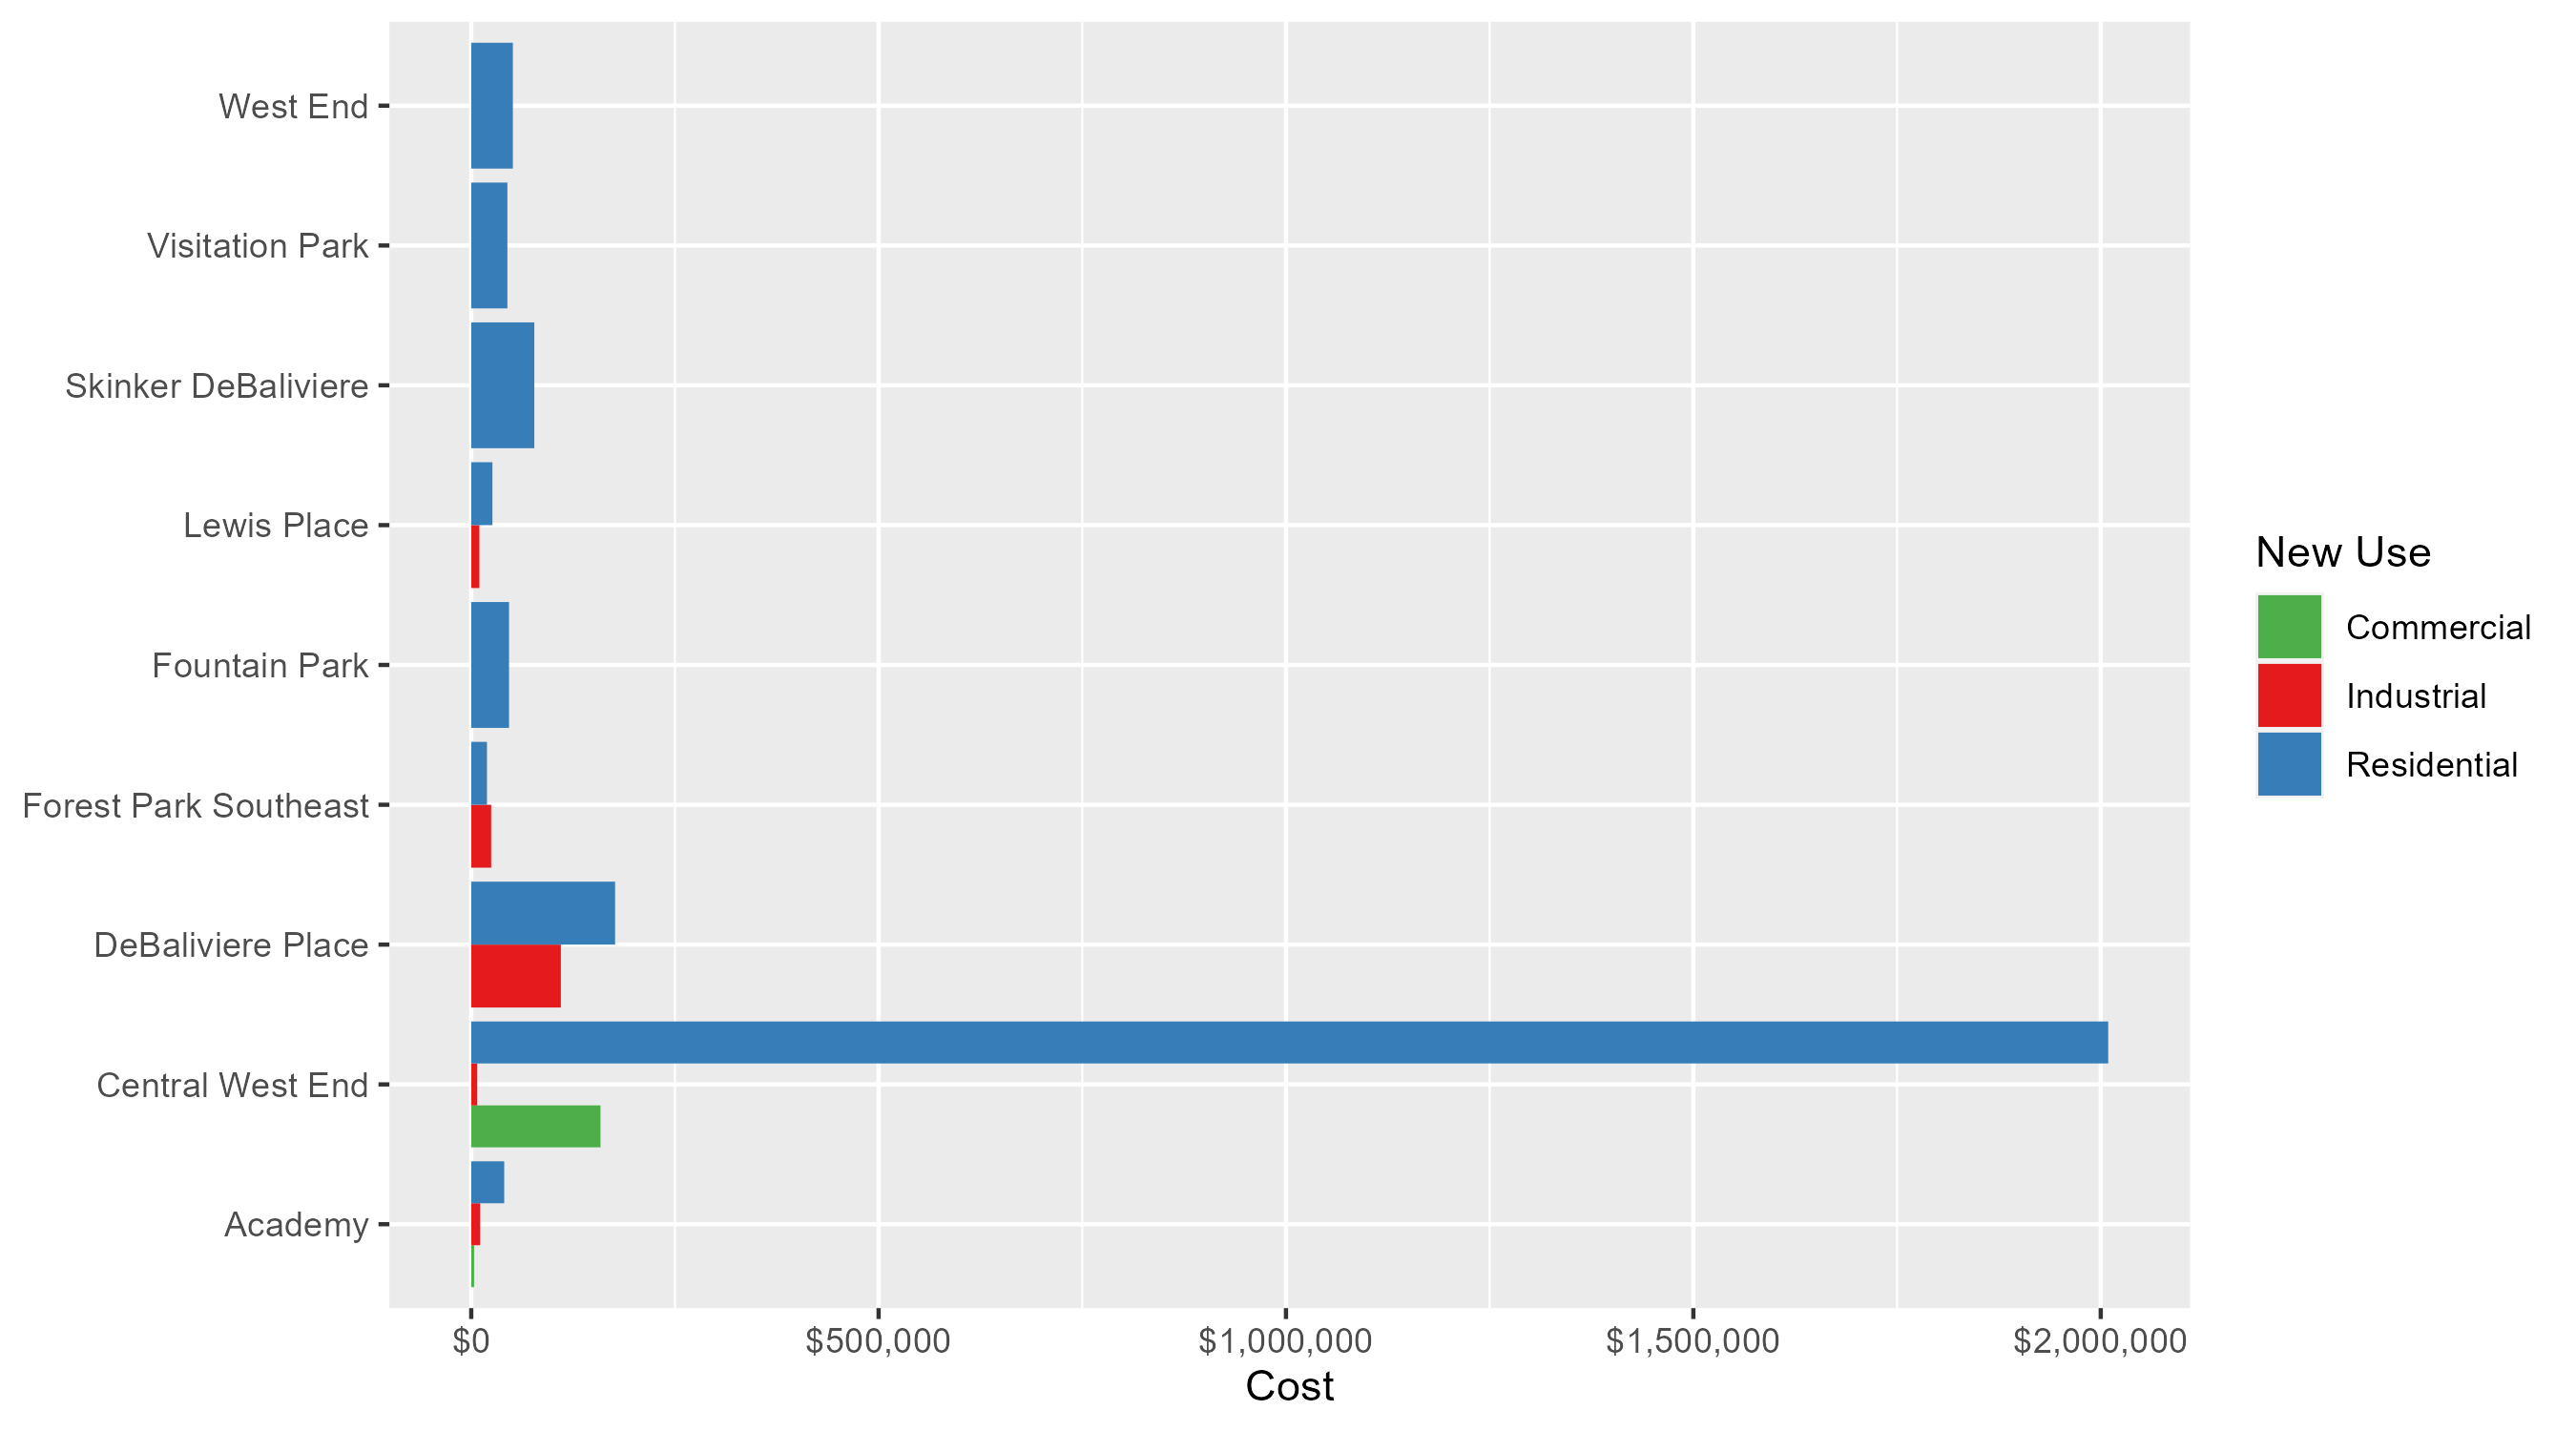 West End
Visitation Park
Skinker DeBaliviere
Lewis Place
Fountain Park
Forest Park Southeast
DeBaliviere Place
Central West End
Academy
$0 $500,000 $1,000,000 $1,500,000 $2,000,000
Cost
New Use
Commercial
Industrial
Residential